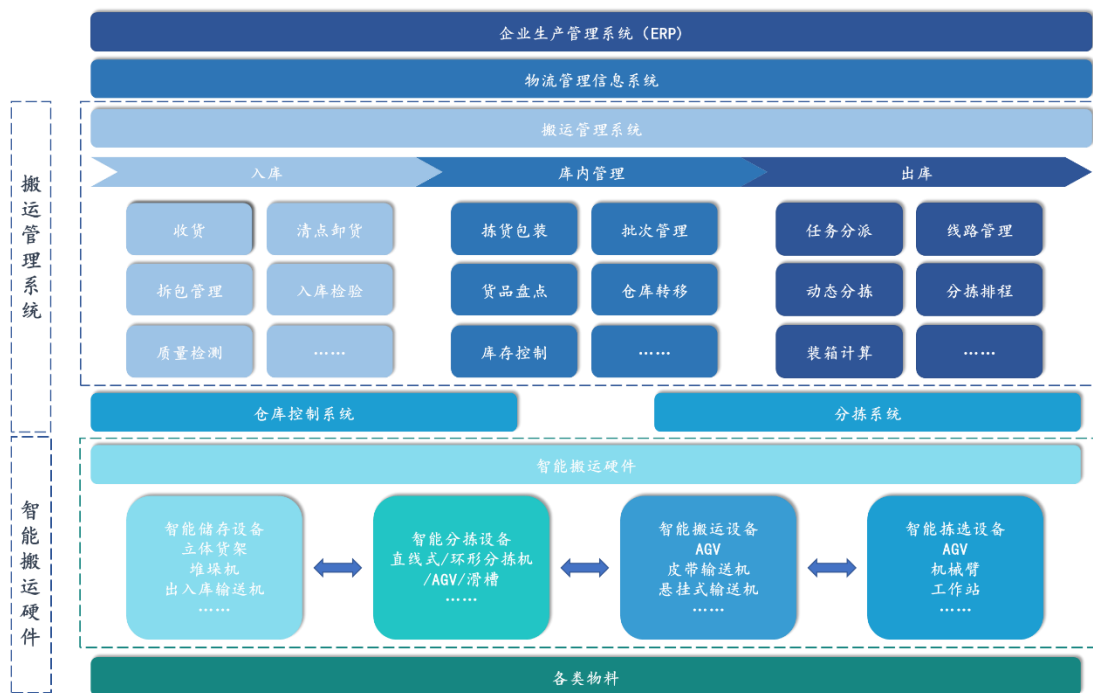 企业生产管理系统（ERP）
物流管理信息系统
搬运管理系统
搬运管理系统
入库
库内管理
出库
收货
清点卸货
拣货包装
批次管理
任务分派
线路管理
拆包管理
入库检验
货品盘点
仓库转移
动态分拣
分拣排程
质量检测
……
库存控制
……
装箱计算
……
仓库控制系统
分拣系统
智能搬运硬件
智能搬运硬件
智能储存设备
立体货架
堆垛机
出入库输送机
……
智能分拣设备
直线式/环形分拣机
/AGV/滑槽
……
智能搬运设备
AGV
皮带输送机
悬挂式输送机
……
智能拣选设备
AGV
机械臂
工作站
……
各类物料